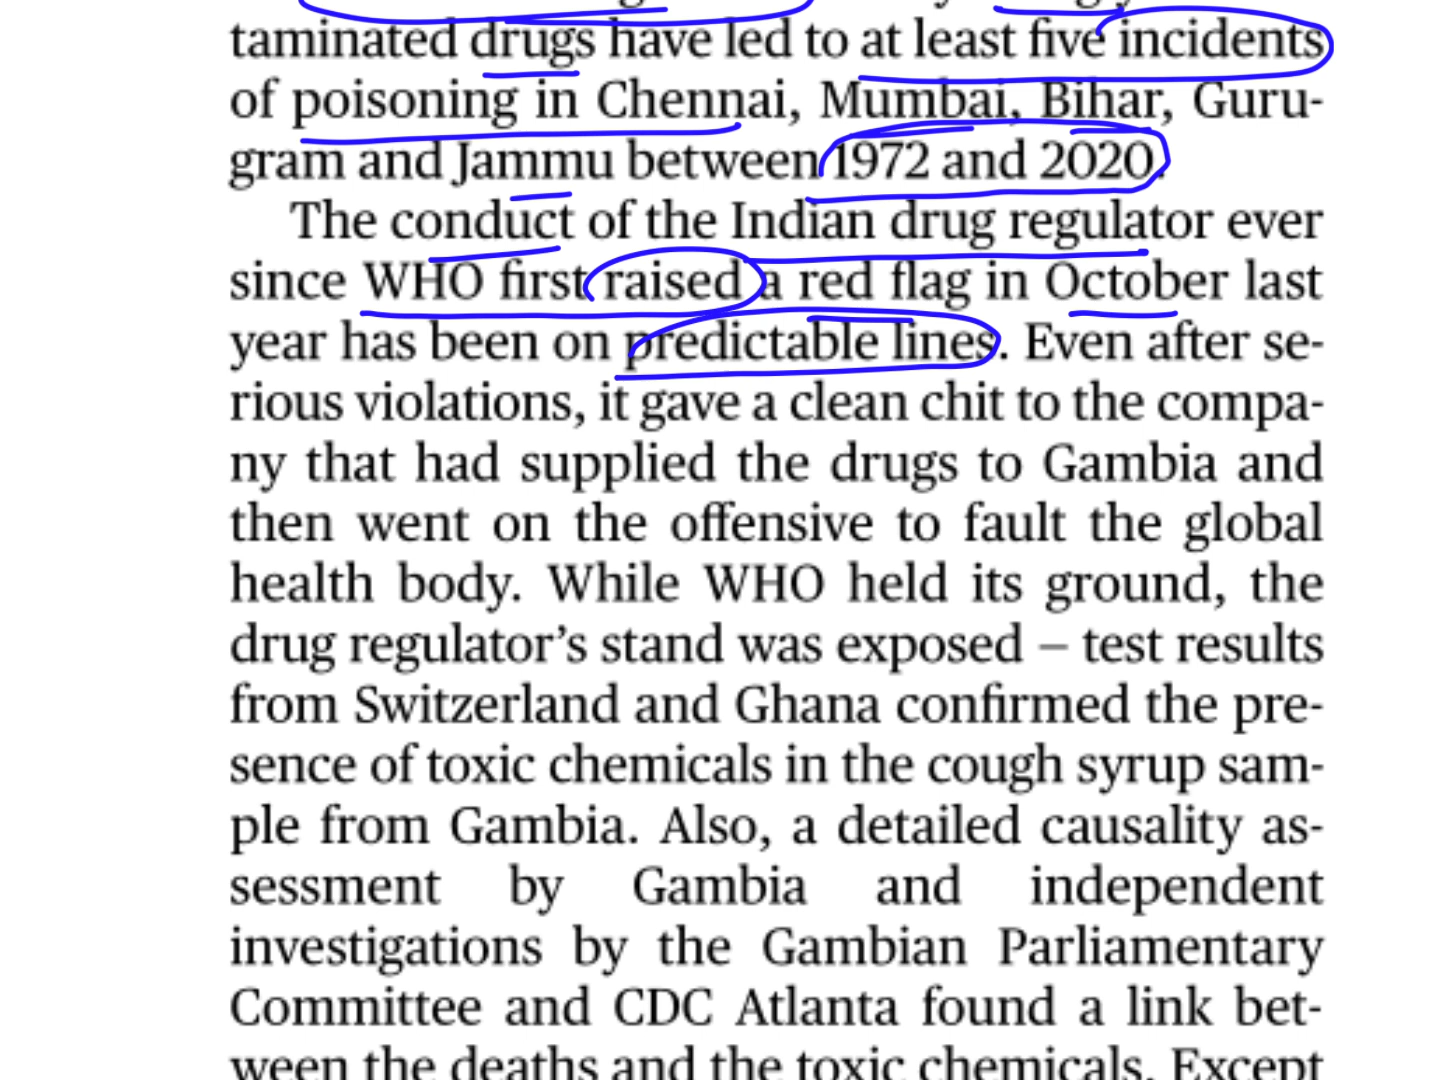 taminated drugs have led to at least five incidents
of poisoning in Chennai, Mumbai, Bihar, Guru-
gram and Jammu between 1972 and 2020.
The conduct of the Indian drug regulator ever
since WHO first raised a red flag in October last
year has been on predictable lines. Even after se-
rious violations, it gave a clean chit to the compa-
ny that had supplied the drugs to Gambia and
then went on the offensive to fault the global
health body. While WHO held its ground, the
drug regulator’s stand was exposed – test results
from Switzerland and Ghana confirmed the pre-
sence of toxic chemicals in the cough syrup sam-
ple from Gambia. Also, a detailed causality as-
sessment by Gambia and independent
investigations by the Gambian Parliamentary
Committee and CDC Atlanta found a link bet-
ween the deaths and the toxic chemicals. Except